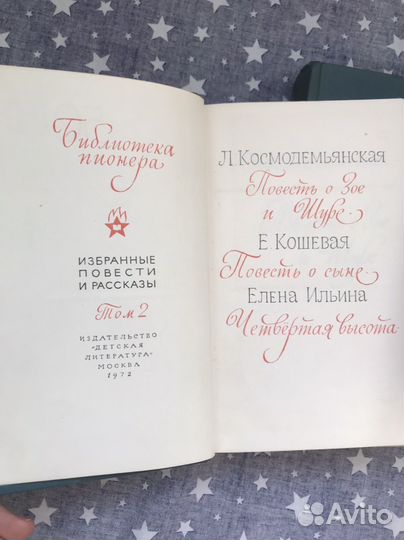 Библиотека
пионера
ИЗБРАННЫЕ
ПОВЕСТИ
И РАССКАЗЫ
Том 2
ИЗДАТЕЛЬСТВО
«ДЕТСКАЯ
ЛИТЕРАТУРА»
МОСКВА
1972
Л. Космодемьянская
Повесть о Зое
и Шуре.
Е. Кошевая
Повесть о сыне.
Елена Ильина
Четвертая высота
Avito